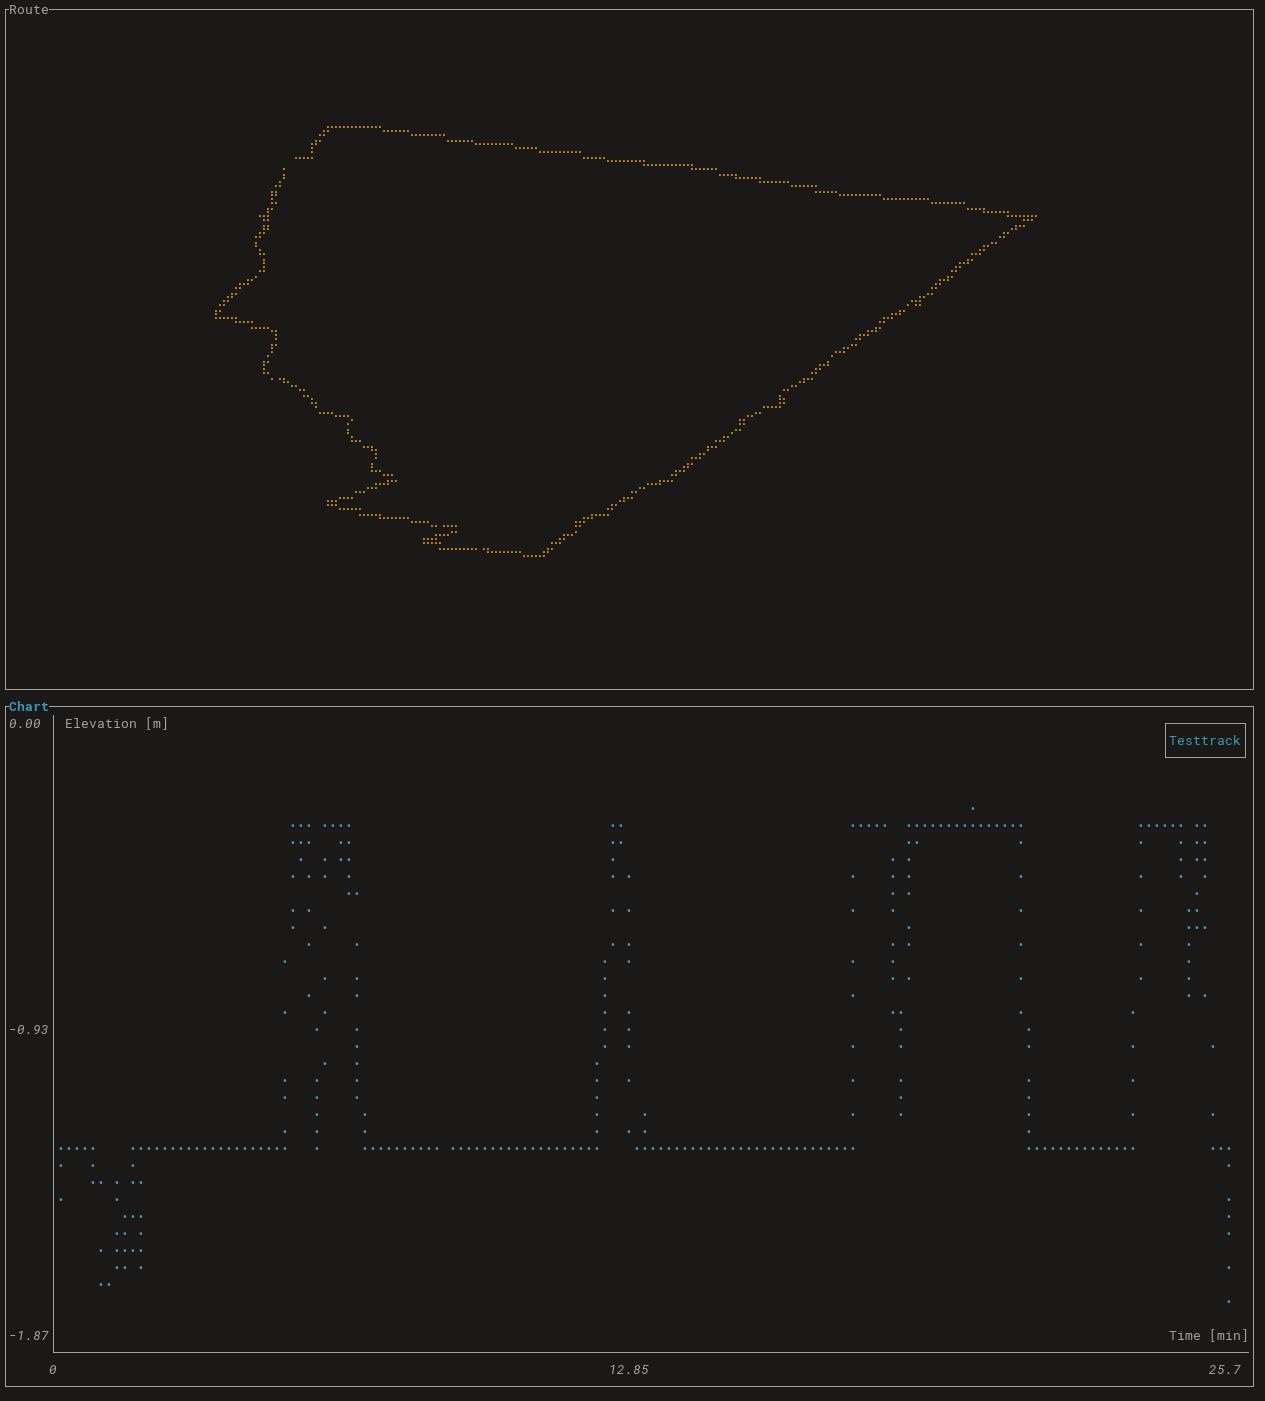 Route
Chart
0.00 Elevation [m]
Testtrack
-0.93
-1.87 Time [min]
0 12.85 25.7